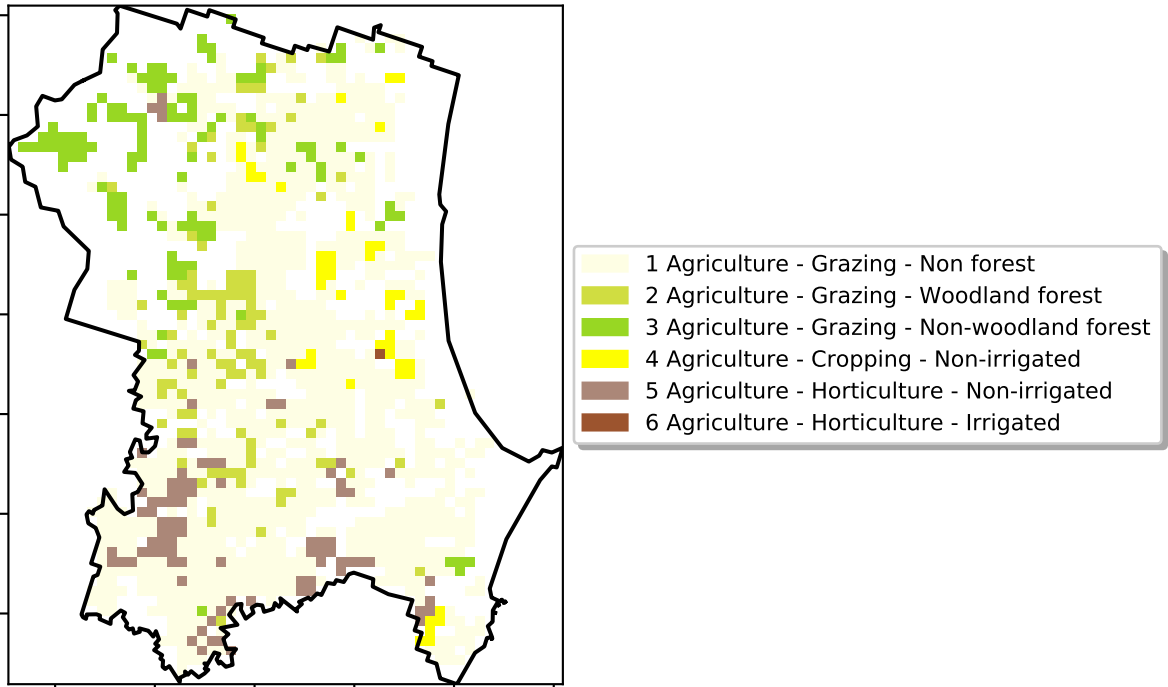 1 Agriculture - Grazing - Non forest
2 Agriculture - Grazing - Woodland forest
3 Agriculture - Grazing - Non-woodland forest
4 Agriculture - Cropping - Non-irrigated
5 Agriculture - Horticulture - Non-irrigated
6 Agriculture - Horticulture - Irrigated